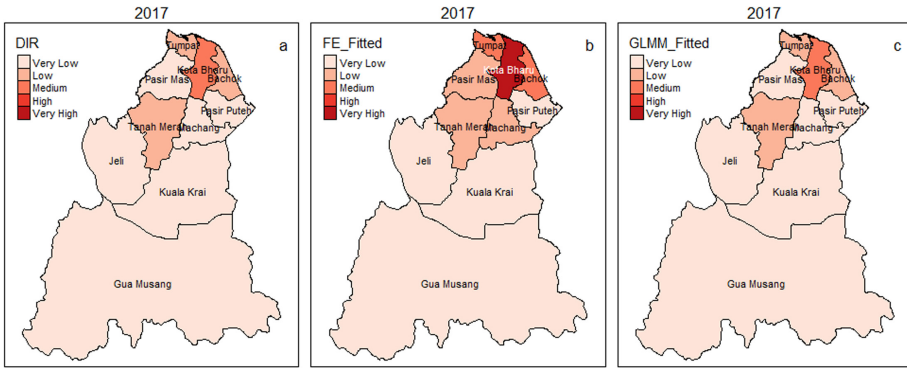 2017
DIR
a
Very Low
Low
Medium
High
Very High
Tumpat
Kota Bharu
Pasir Mas
Bachok
Pasir Puteh
Tanah Merah
Machang
Jeli
Kuala Krai
Gua Musang
2017
FE_Fitted
b
Very Low
Low
Medium
High
Very High
Tumpat
Kota Bharu
Pasir Mas
Bachok
Pasir Puteh
Tanah Merah
Machang
Jeli
Kuala Krai
Gua Musang
2017
GLMM_Fitted
c
Very Low
Low
Medium
High
Very High
Tumpat
Kota Bharu
Pasir Mas
Bachok
Pasir Puteh
Tanah Merah
Machang
Jeli
Kuala Krai
Gua Musang